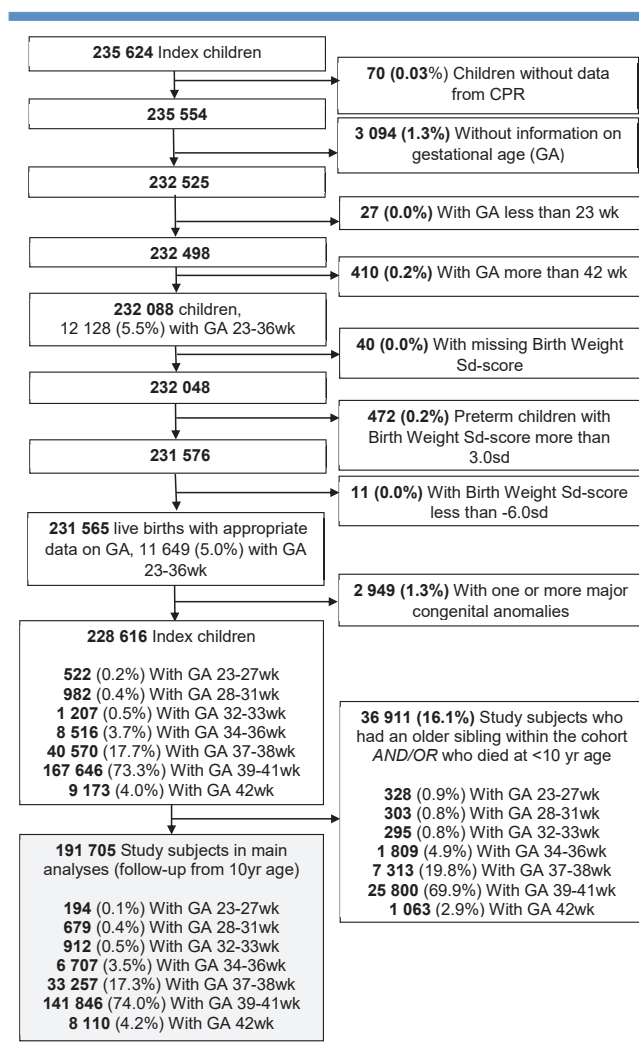 235 624 Index children
70 (0.03%) Children without data
from CPR
235 554
3 094 (1.3%) Without information on
gestational age (GA)
232 525
27 (0.0%) With GA less than 23 wk
232 498
410 (0.2%) With GA more than 42 wk
232 088 children,
12 128 (5.5%) with GA 23-36wk
40 (0.0%) With missing Birth Weight
Sd-score
232 048
472 (0.2%) Preterm children with
Birth Weight Sd-score more than
3.0sd
231 576
11 (0.0%) With Birth Weight Sd-score
less than -6.0sd
231 565 live births with appropriate
data on GA, 11 649 (5.0%) with GA
23-36wk
2 949 (1.3%) With one or more major
congenital anomalies
228 616 Index children
522 (0.2%) With GA 23-27wk
982 (0.4%) With GA 28-31wk
1 207 (0.5%) With GA 32-33wk
8 516 (3.7%) With GA 34-36wk
40 570 (17.7%) With GA 37-38wk
167 646 (73.3%) With GA 39-41wk
9 173 (4.0%) With GA 42wk
36 911 (16.1%) Study subjects who
had an older sibling within the cohort
AND/OR who died at <10 yr age
328 (0.9%) With GA 23-27wk
303 (0.8%) With GA 28-31wk
295 (0.8%) With GA 32-33wk
1 809 (4.9%) With GA 34-36wk
7 313 (19.8%) With GA 37-38wk
25 800 (69.9%) With GA 39-41wk
1 063 (2.9%) With GA 42wk
191 705 Study subjects in main
analyses (follow-up from 10yr age)
194 (0.1%) With GA 23-27wk
679 (0.4%) With GA 28-31wk
912 (0.5%) With GA 32-33wk
6 707 (3.5%) With GA 34-36wk
33 257 (17.3%) With GA 37-38wk
141 846 (74.0%) With GA 39-41wk
8 110 (4.2%) With GA 42wk